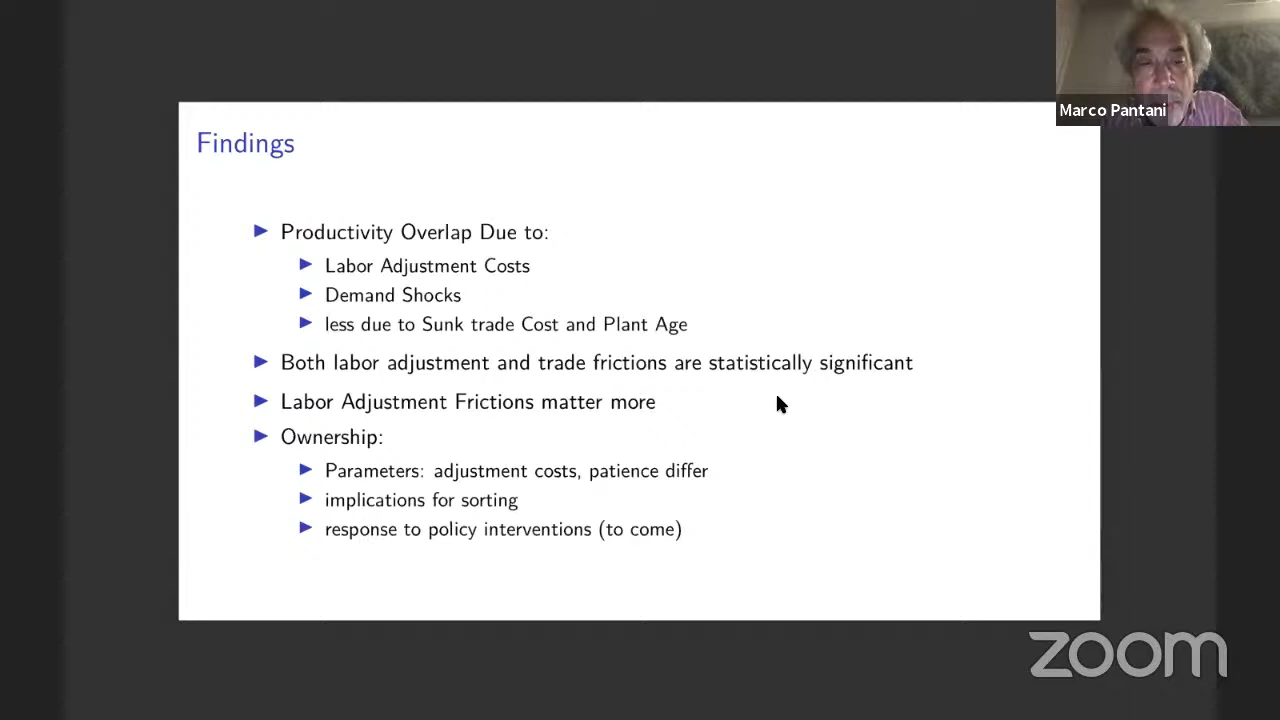 Marco Pantani
Findings
Productivity Overlap Due to:
Labor Adjustment Costs
Demand Shocks
less due to Sunk trade Cost and Plant Age
Both labor adjustment and trade frictions are statistically significant
Labor Adjustment Frictions matter more
Ownership:
Parameters: adjustment costs, patience differ
implications for sorting
response to policy interventions (to come)
zoom